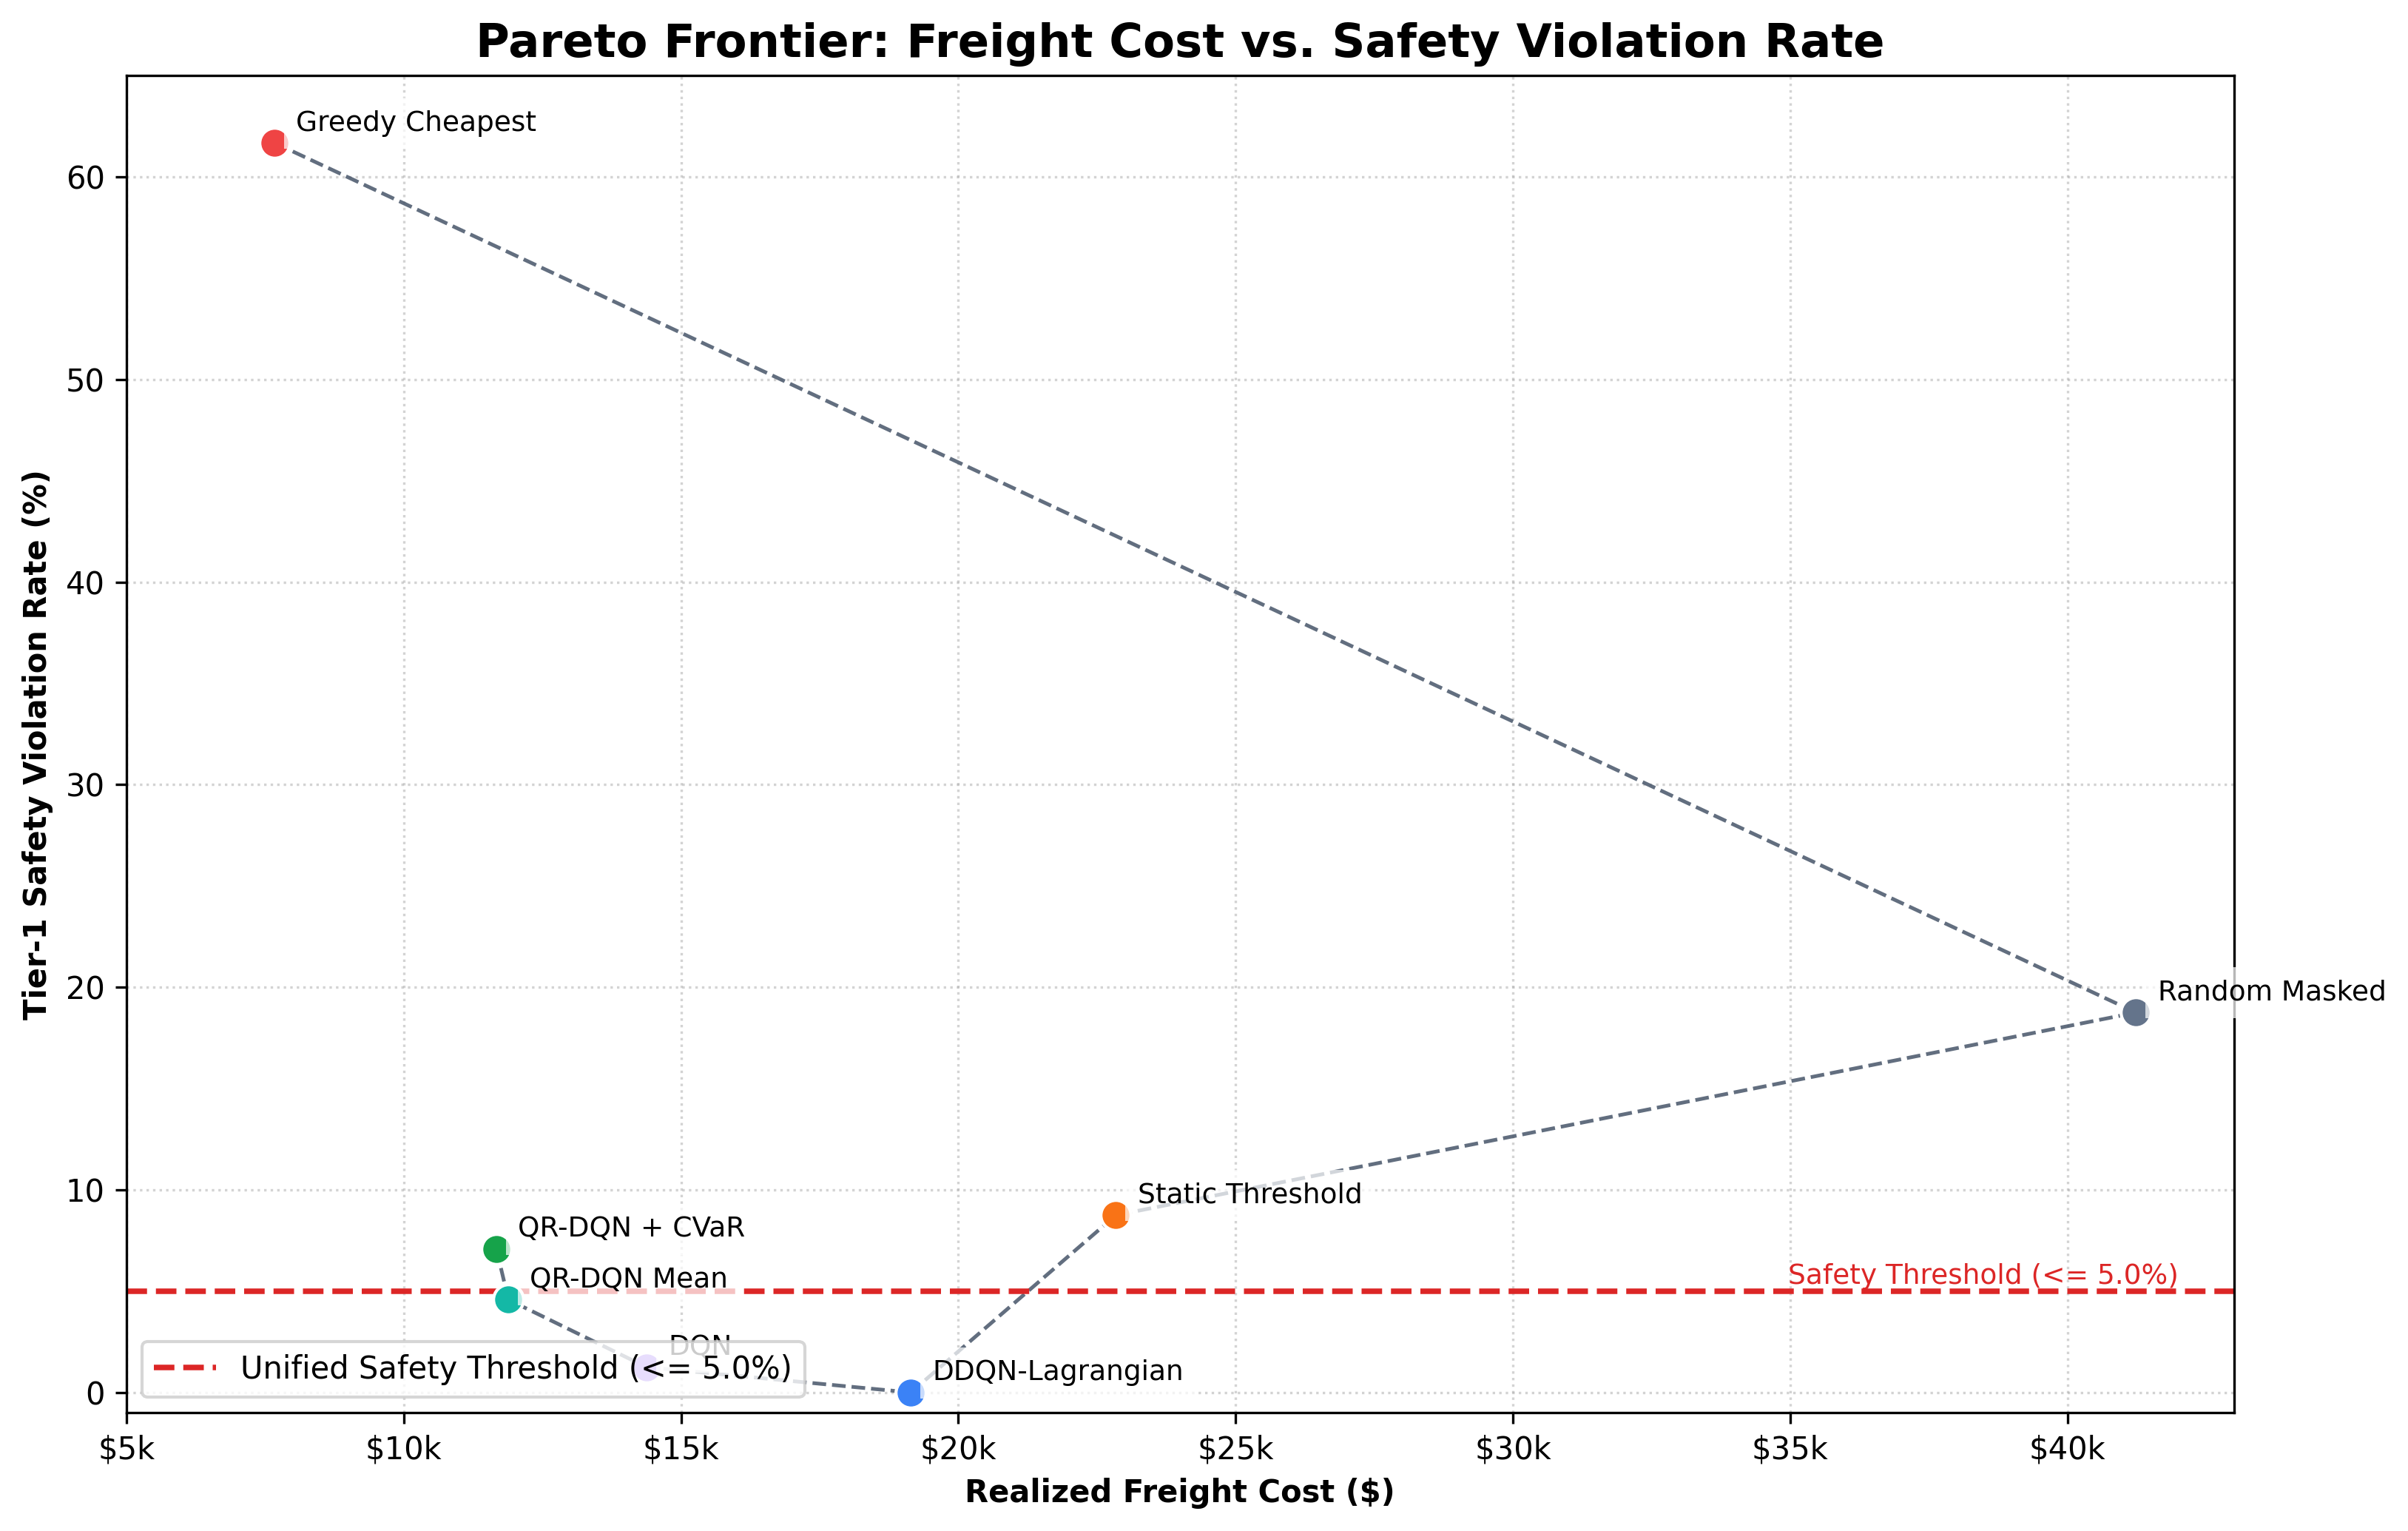 Pareto Frontier: Freight Cost vs. Safety Violation Rate
Greedy Cheapest
60
50
40
Tier-1 Safety Violation Rate (%)
30
20
Random Masked
10
Static Threshold
QR-DQN + CVaR
QR-DQN Mean
Safety Threshold (<= 5.0%)
DQN
Unified Safety Threshold (<= 5.0%)
DDQN-Lagrangian
0
$5k $10k $15k $20k $25k $30k $35k $40k
Realized Freight Cost ($)